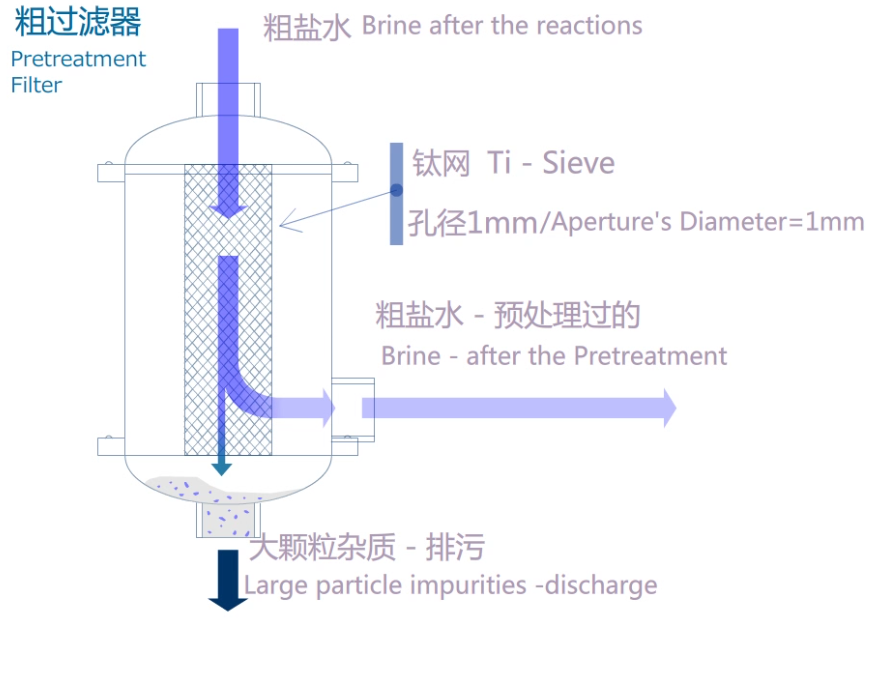 粗过滤器
Pretreatment
Filter
粗盐水 Brine after the reactions
钛网 Ti - Sieve
孔径1mm/Aperture's Diameter=1mm
粗盐水 - 预处理过的
Brine - after the Pretreatment
大颗粒杂质 - 排污
Large particle impurities -discharge